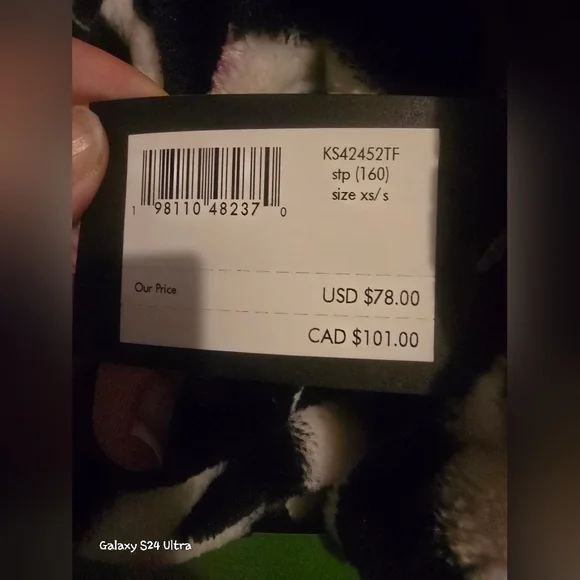 KS42452TF
stp (160)
size xs/s
1 98110 48237 0
Our Price
USD $78.00
CAD $101.00
Galaxy S24 Ultra